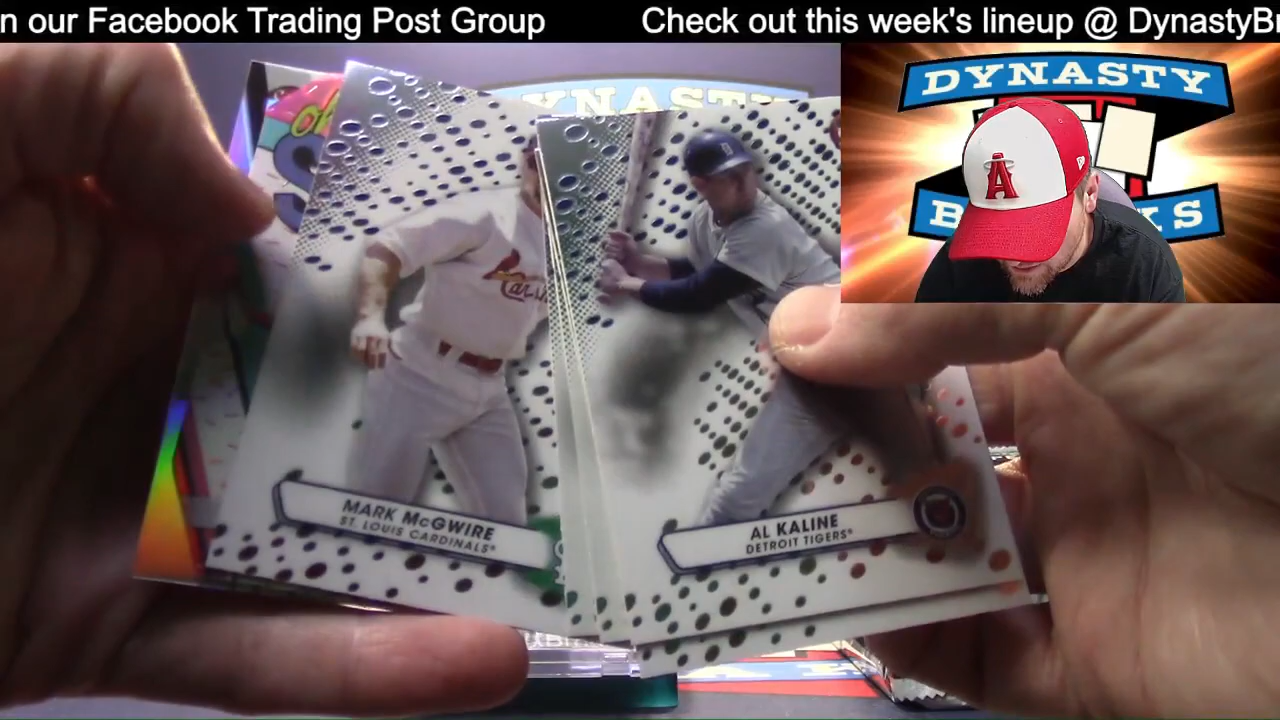 n our Facebook Trading Post Group
Check out this week's lineup @ DynastyBr
DYNASTY
YNASTY
A
MARK McGWIRE
ST. LOUIS CARDINALS®
AL KALINE
DETROIT TIGERS®